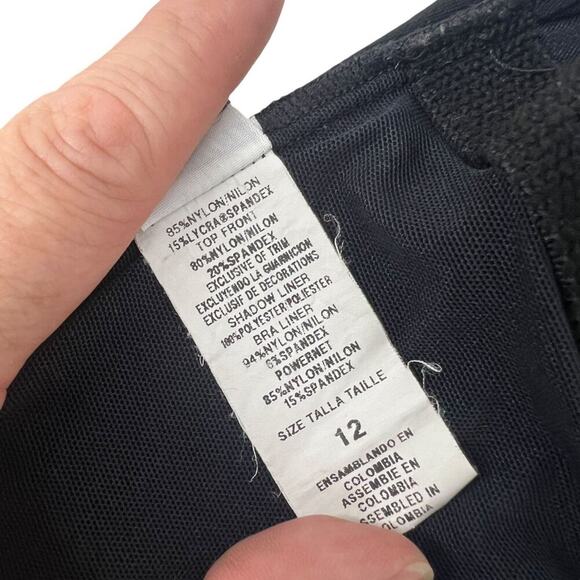 85%NYLON/NILON
15%LYCRA®SPANDEX
TOP FRONT
80%NYLON/NILON
20%SPANDEX
EXCLUSIVE OF TRIM
EXCLUYENDO LA GUARNICION
EXCLUSIF DE DECORATIONS
SHADOW LINER
100%POLYESTER/POLIESTER
BRA LINER
94%NYLON/NILON
6%SPANDEX
POWERNET
85%NYLON/NILON
15%SPANDEX
SIZE TALLA TAILLE
12
ENSAMBLANDO EN
COLOMBIA
ASSEMBLE EN
COLOMBIA
ASSEMBLED IN
COLOMBIA